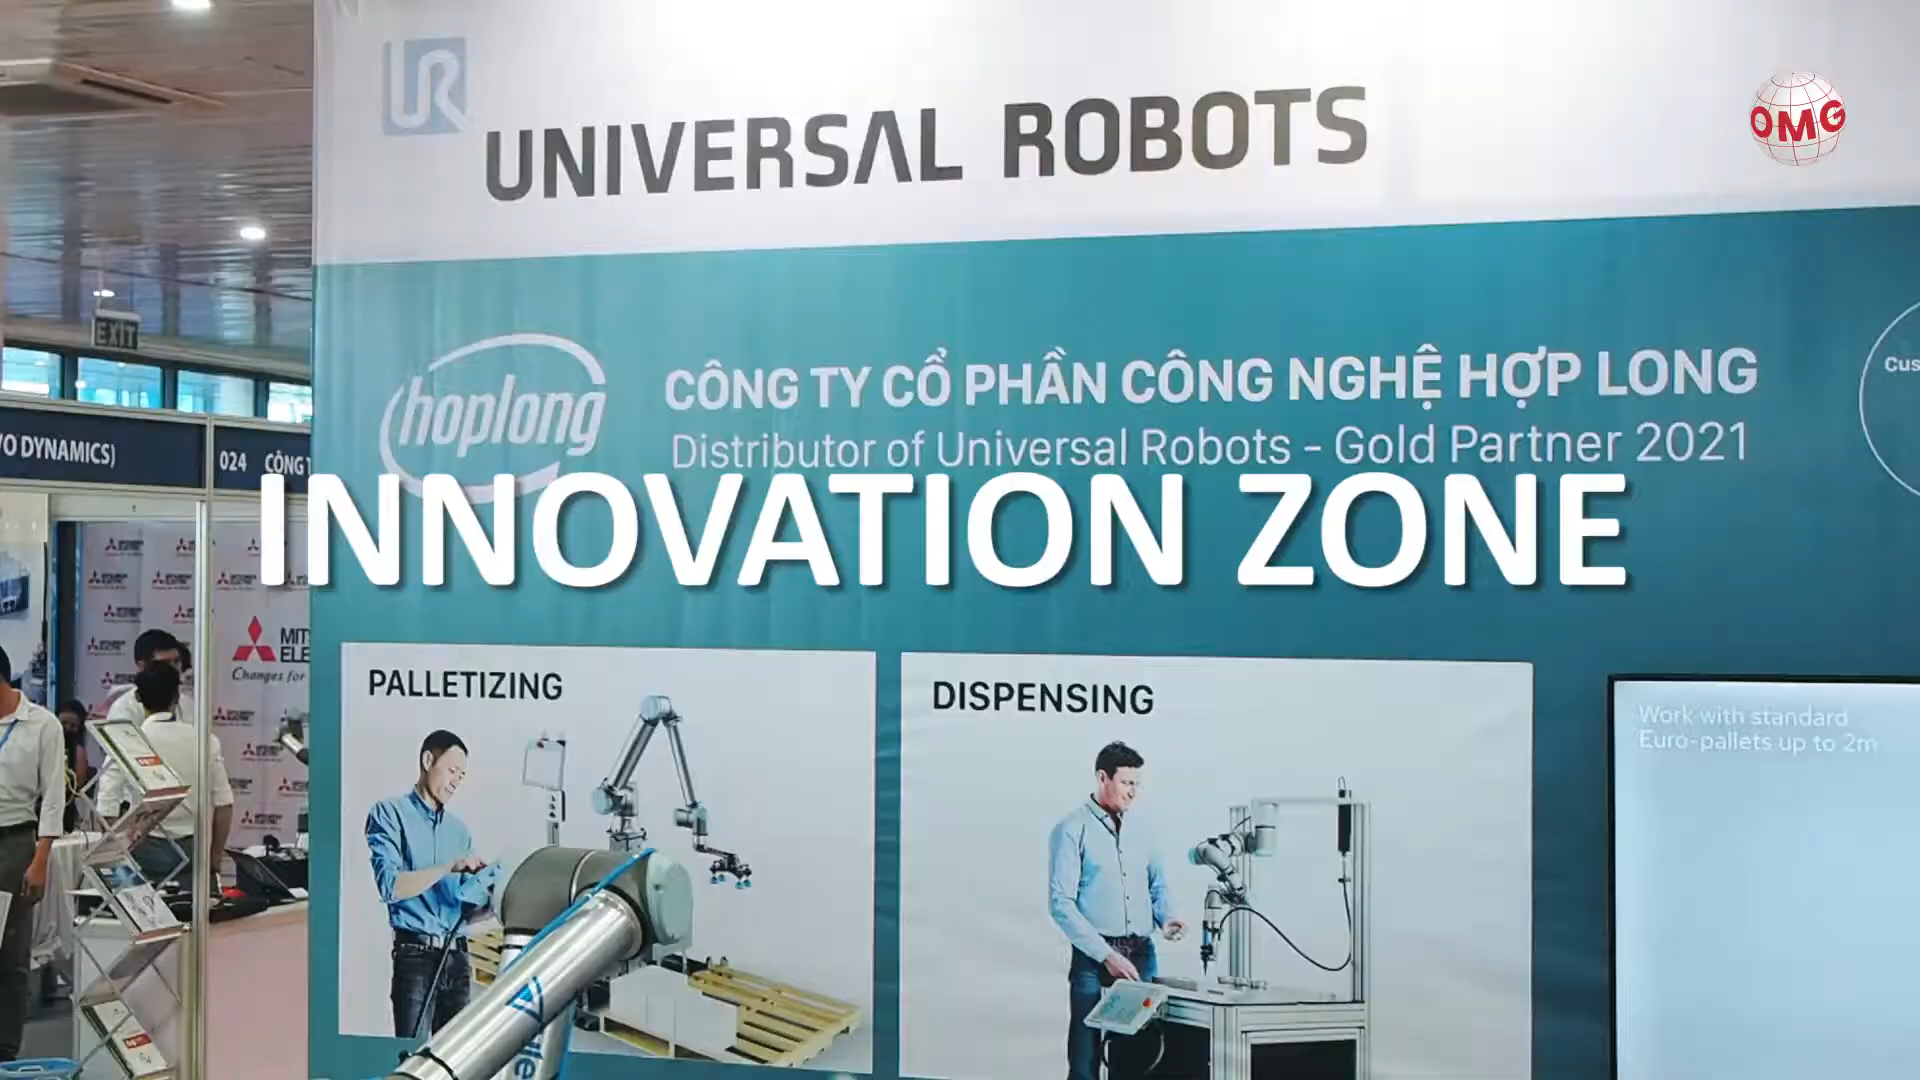 UR
UNIVERSAL ROBOTS
OMG
EXIT
hoplong
CÔNG TY CỔ PHẦN CÔNG NGHỆ HỢP LONG
Distributor of Universal Robots - Gold Partner 2021
DYNAMICS)
024 CÔNG
INNOVATION ZONE
Changes for
PALLETIZING
DISPENSING
Work with standard
Euro-pallets up to 2m